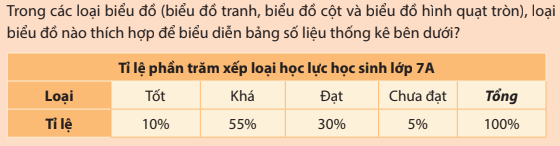 Trong các loại biểu đồ (biểu đồ tranh, biểu đồ cột và biểu đồ hình quạt tròn), loại
biểu đồ nào thích hợp để biểu diễn bảng số liệu thống kê bên dưới?
Tỉ lệ phần trăm xếp loại học lực học sinh lớp 7A
Loại Tốt Khá Đạt Chưa đạt Tổng
Tỉ lệ 10% 55% 30% 5% 100%